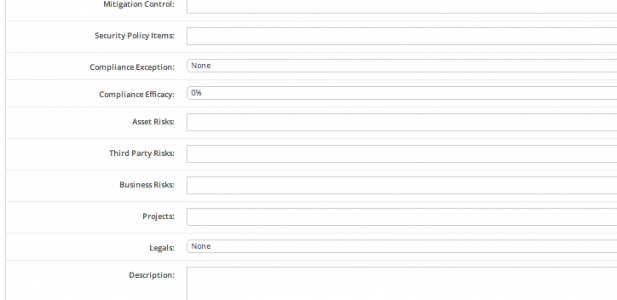 Mitigation Control:
Security Policy Items:
Compliance Exception: None
Compliance Efficacy: 0%
Asset Risks:
Third Party Risks:
Business Risks:
Projects:
Legals: None
Description: